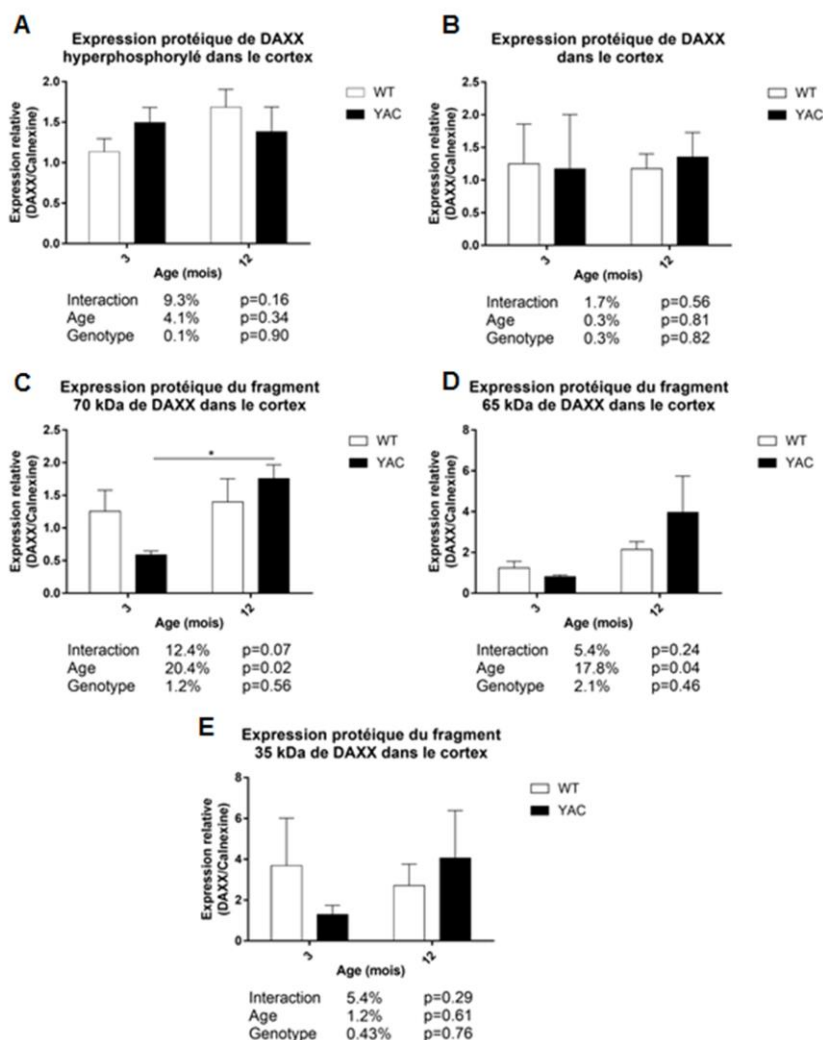 A
Expression protéique de DAXX
hyperphosphorylé dans le cortex
Expression relative
(DAXX/Calnexine)
2.0
1.5
1.0
0.5
0.0
3
12
Age (mois)
WT
YAC
Interaction 9.3% p=0.16
Age 4.1% p=0.34
Genotype 0.1% p=0.90
B
Expression protéique de DAXX
dans le cortex
Expression relative
(DAXX/Calnexine)
2.5
2.0
1.5
1.0
0.5
0.0
3
12
Age (mois)
WT
YAC
Interaction 1.7% p=0.56
Age 0.3% p=0.81
Genotype 0.3% p=0.82
C
Expression protéique du fragment
70 kDa de DAXX dans le cortex
Expression relative
(DAXX/Calnexine)
2.5
2.0
1.5
1.0
0.5
0.0
*
3
12
Age (mois)
WT
YAC
Interaction 12.4% p=0.07
Age 20.4% p=0.02
Genotype 1.2% p=0.56
D
Expression protéique du fragment
65 kDa de DAXX dans le cortex
Expression relative
(DAXX/Calnexine)
8
6
4
2
0
3
12
Age (mois)
WT
YAC
Interaction 5.4% p=0.24
Age 17.8% p=0.04
Genotype 2.1% p=0.46
E
Expression protéique du fragment
35 kDa de DAXX dans le cortex
Expression relative
(DAXX/Calnexine)
8
6
4
2
0
3
12
Age (mois)
WT
YAC
Interaction 5.4% p=0.29
Age 1.2% p=0.61
Genotype 0.43% p=0.76